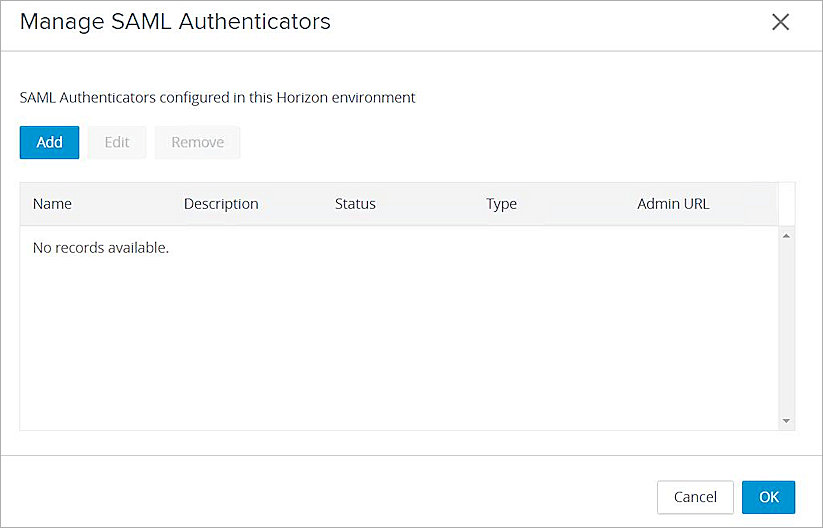 Manage SAML Authenticators
SAML Authenticators configured in this Horizon environment
Add Edit Remove
Name Description Status Type Admin URL
No records available.
Cancel OK